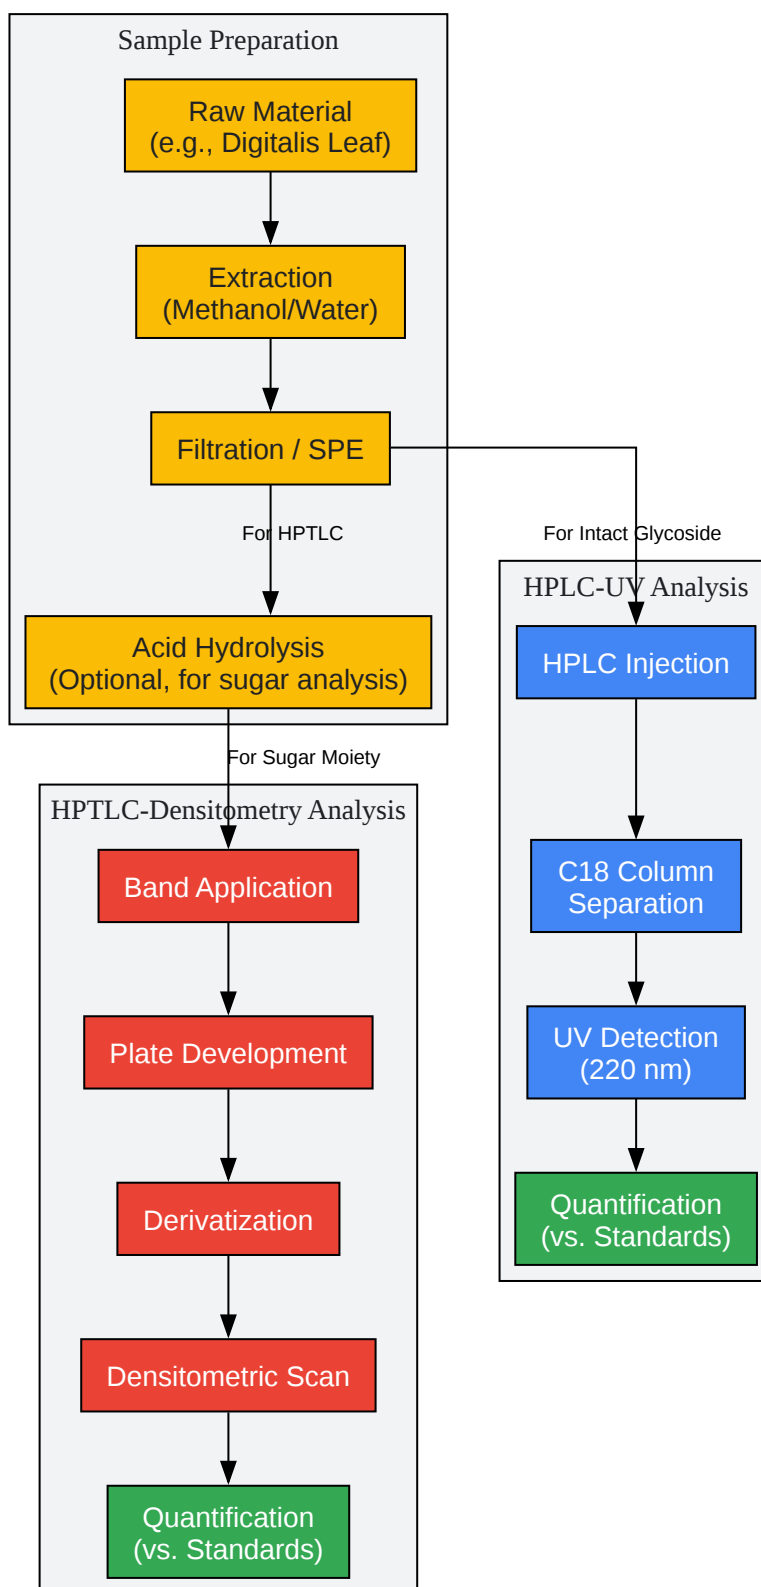 Sample Preparation
Raw Material
(e.g., Digitalis Leaf)
Extraction
(Methanol/Water)
Filtration / SPE
For HPTLC
Acid Hydrolysis
(Optional, for sugar analysis)
For Sugar Moiety
HPTLC-Densitometry Analysis
Band Application
Plate Development
Derivatization
Densitometric Scan
Quantification
(vs. Standards)
For Intact Glycoside
HPLC-UV Analysis
HPLC Injection
C18 Column
Separation
UV Detection
(220 nm)
Quantification
(vs. Standards)